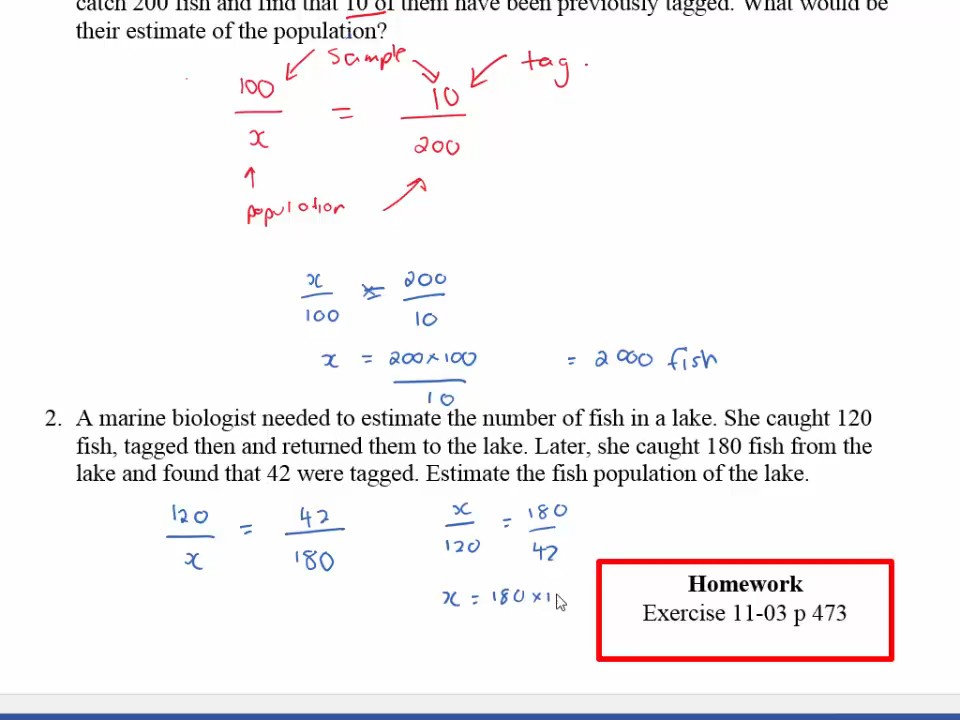 catch 200 fish and find that 10 of them have been previously tagged. What would be
their estimate of the population?
sample
tag.
100/x = 10/200
population
x/100 = 200/10
x = 200×100/10 = 2000 fish
2. A marine biologist needed to estimate the number of fish in a lake. She caught 120
fish, tagged then and returned them to the lake. Later, she caught 180 fish from the
lake and found that 42 were tagged. Estimate the fish population of the lake.
120/x = 42/180
x/120 = 180/42
x = 180×1
Homework
Exercise 11-03 p 473